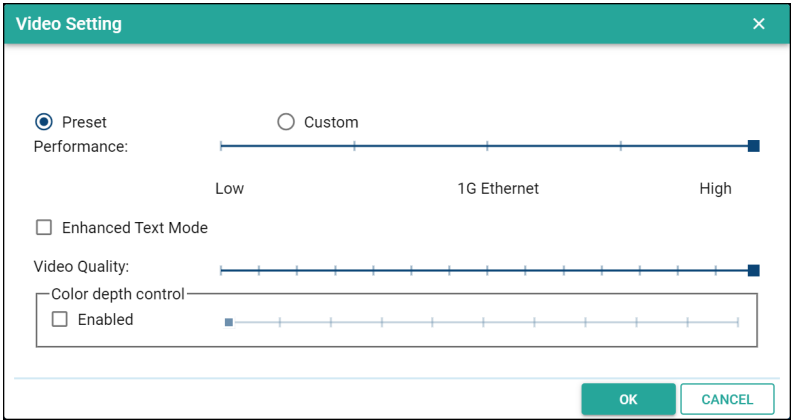 Video Setting
Preset Custom
Performance:
Low 1G Ethernet High
Enhanced Text Mode
Video Quality:
Color depth control
Enabled
OK CANCEL